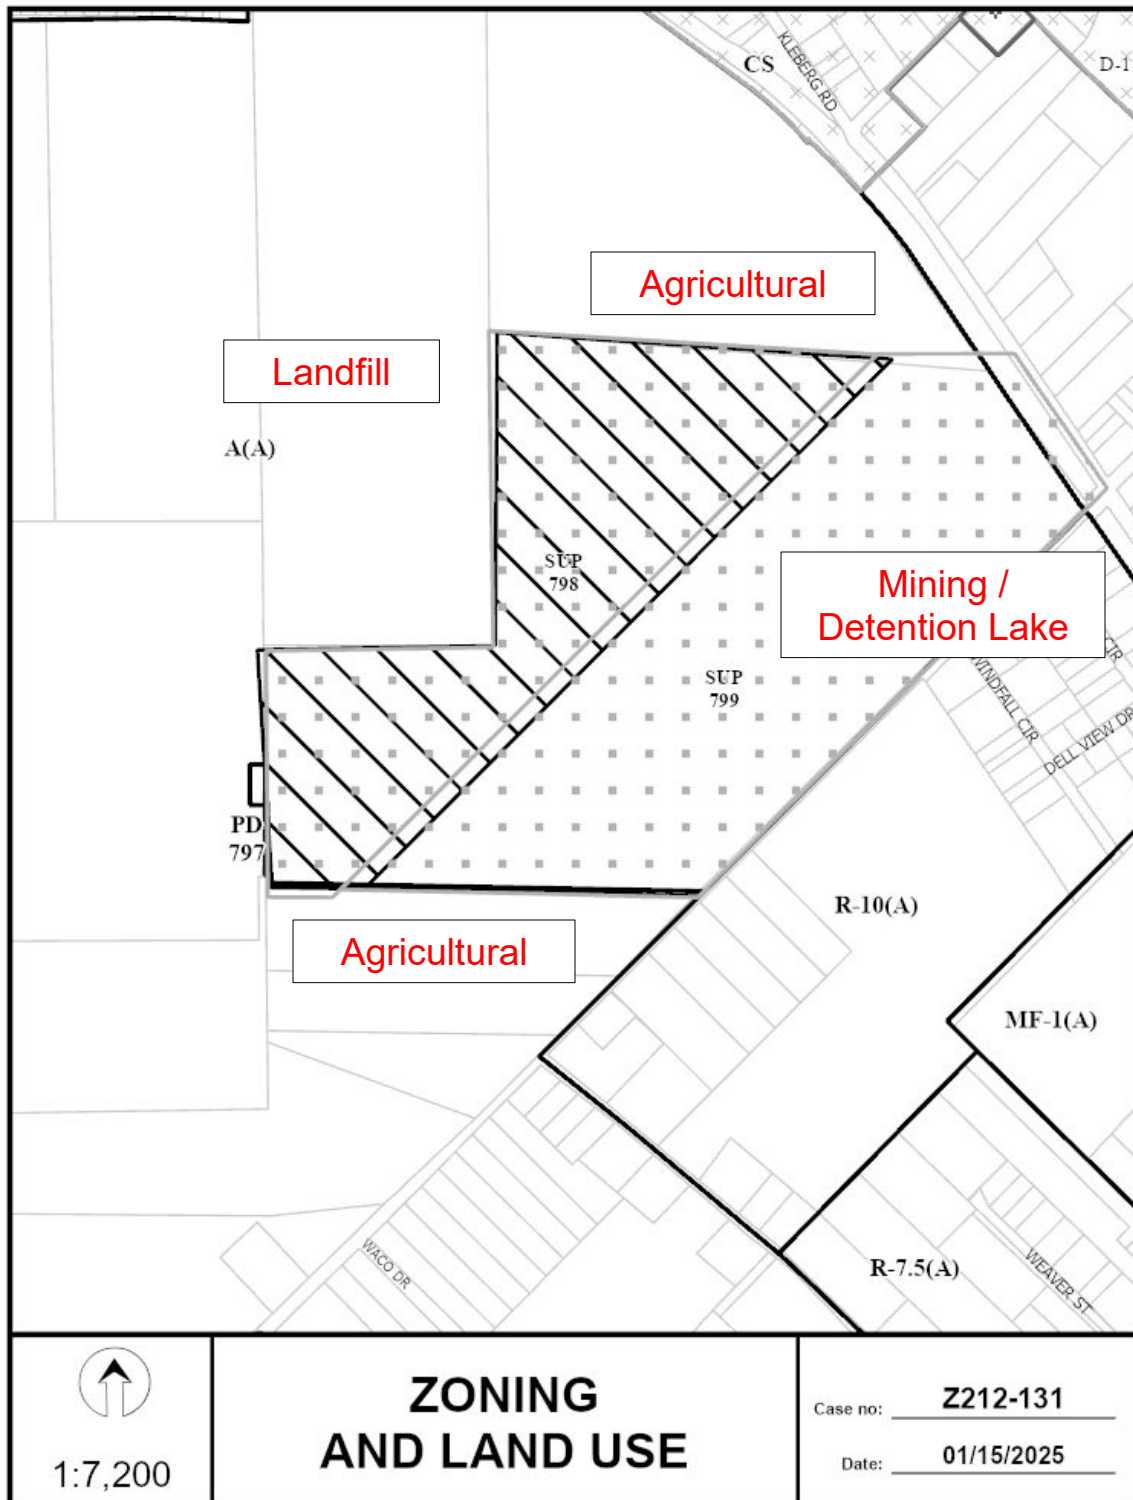 CS
KLEBERG RD
D-1
Agricultural
Landfill
A(A)
SUP
798
Mining /
Detention Lake
CIR
WINDFALL CIR
DELL VIEW DR
SUP
799
PD
797
R-10(A)
Agricultural
MF-1(A)
WACO DR
R-7.5(A)
WEAVER ST
1:7,200
ZONING
AND LAND USE
Case no: Z212-131
Date: 01/15/2025